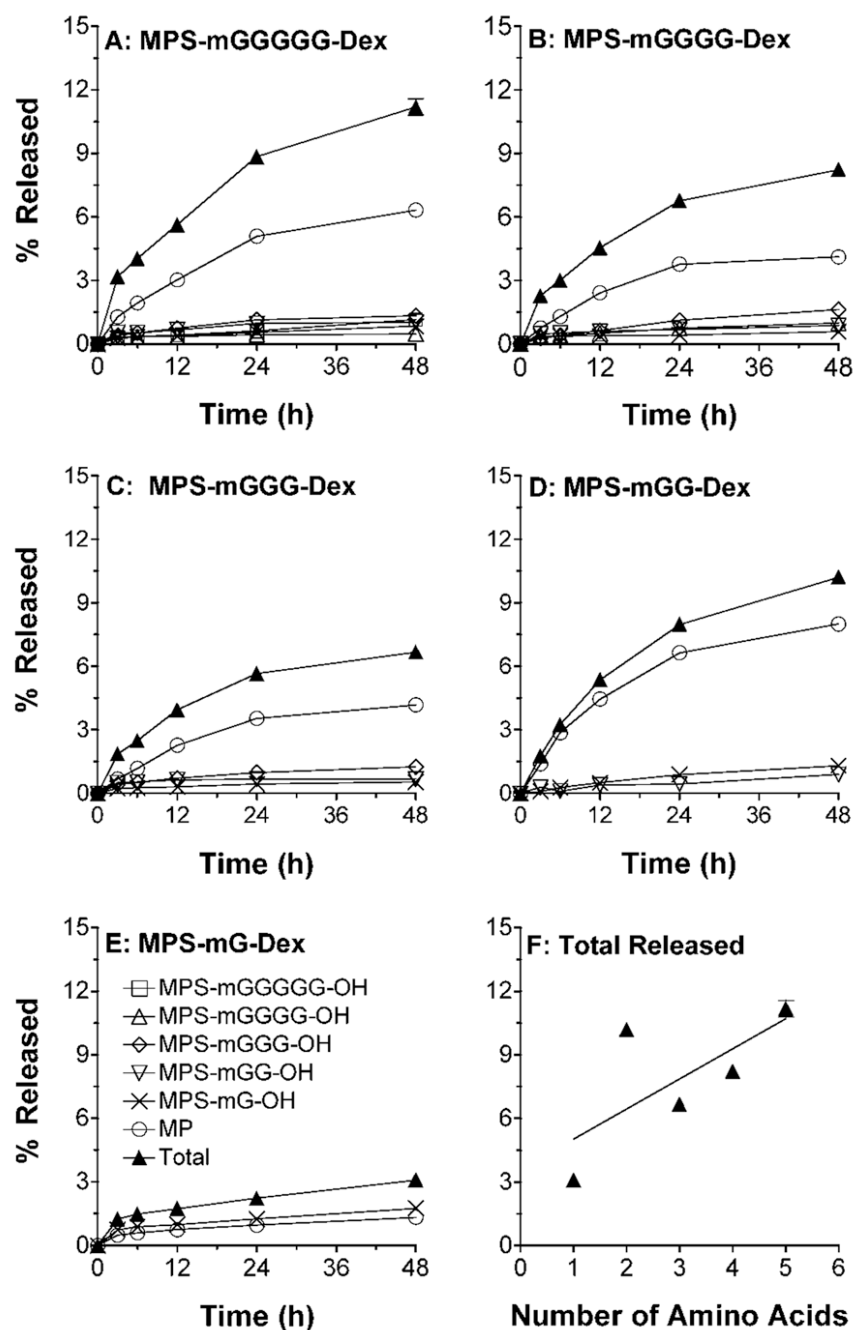 A: MPS-mGGGGG-Dex
15
12
9
6
3
0
% Released
0 12 24 36 48
Time (h)
B: MPS-mGGGG-Dex
15
12
9
6
3
0
0 12 24 36 48
Time (h)
C: MPS-mGGG-Dex
15
12
9
6
3
0
% Released
0 12 24 36 48
Time (h)
D: MPS-mGG-Dex
15
12
9
6
3
0
0 12 24 36 48
Time (h)
E: MPS-mG-Dex
15
12
9
6
3
0
% Released
MPS-mGGGGG-OH
MPS-mGGGG-OH
MPS-mGGG-OH
MPS-mGG-OH
MPS-mG-OH
MP
Total
0 12 24 36 48
Time (h)
F: Total Released
15
12
9
6
3
0
0 1 2 3 4 5 6
Number of Amino Acids